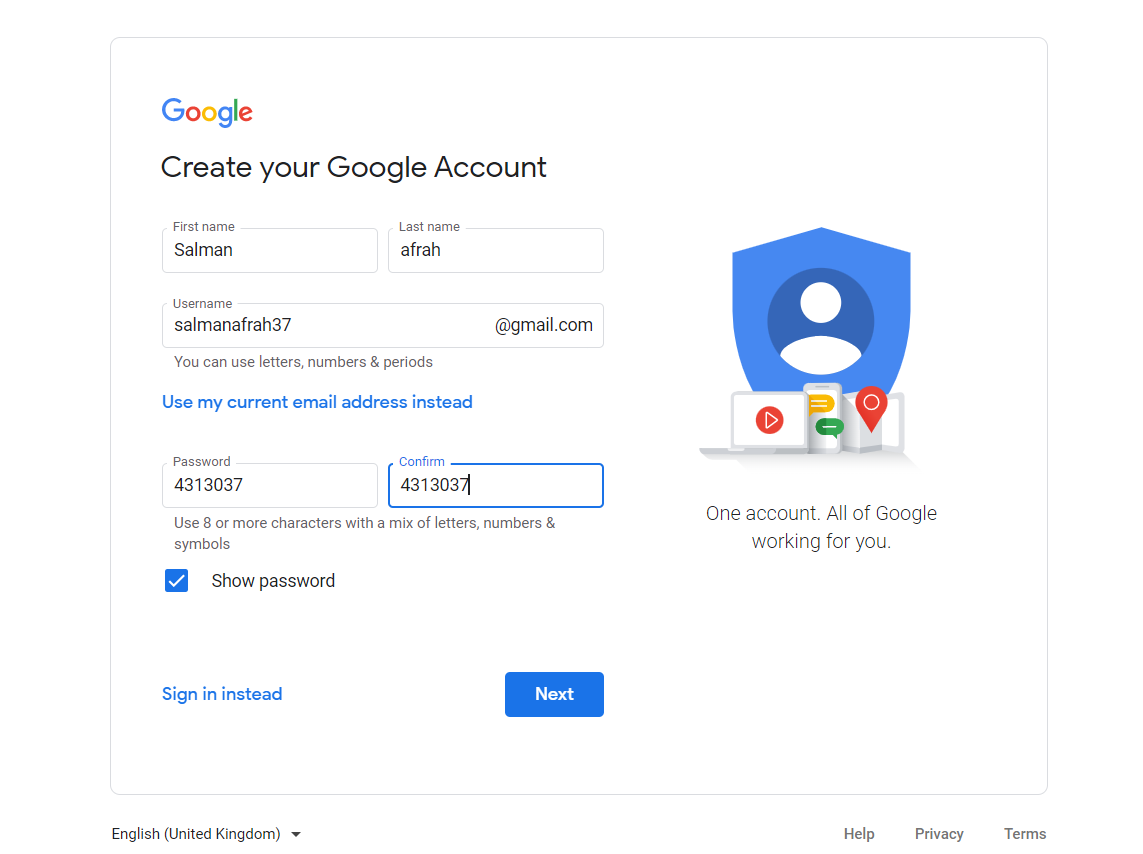 Google
Create your Google Account
First name
Salman
Last name
afrah
Username
salmanafrah37
@gmail.com
You can use letters, numbers & periods
Use my current email address instead
Password
4313037
Confirm
4313037
Use 8 or more characters with a mix of letters, numbers &
symbols
Show password
Sign in instead
Next
One account. All of Google
working for you.
English (United Kingdom)
Help
Privacy
Terms